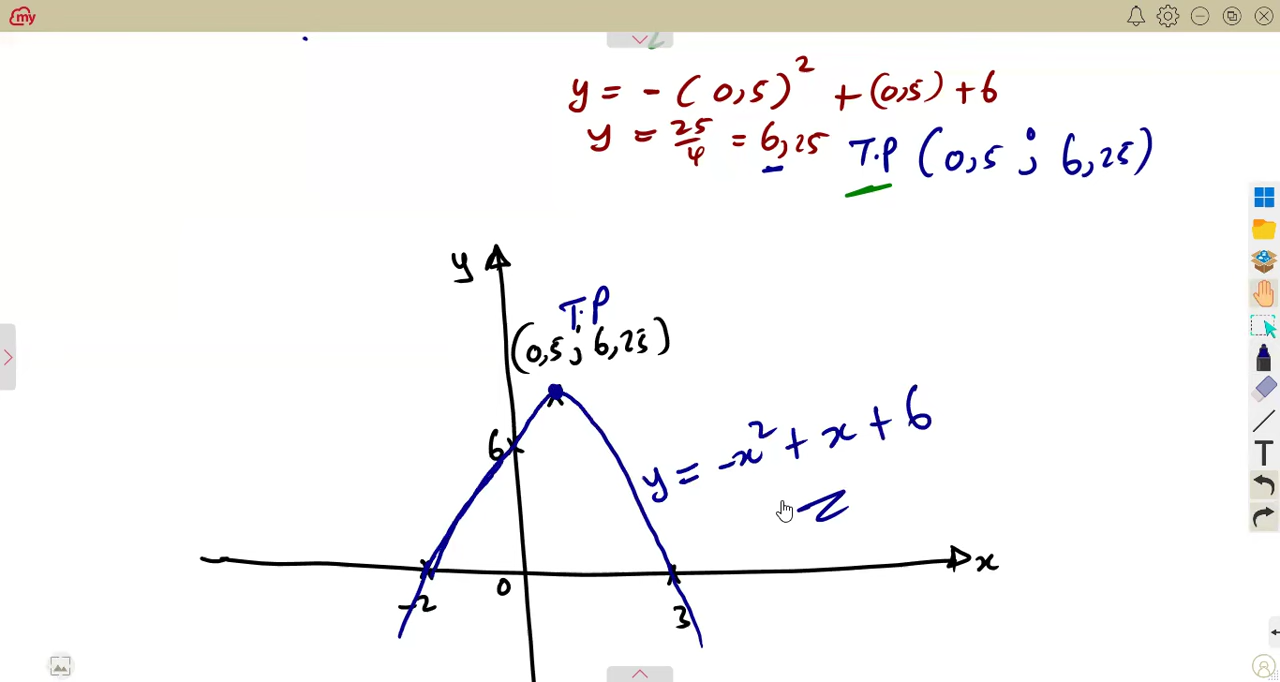 my
y = -(0,5)² + (0,5) + 6
y = 25/4 = 6,25 T.P (0,5 ; 6,25)
y
T.P
(0,5 ; 6,25)
6
y = -x² + x + 6
x
-2
0
3
T